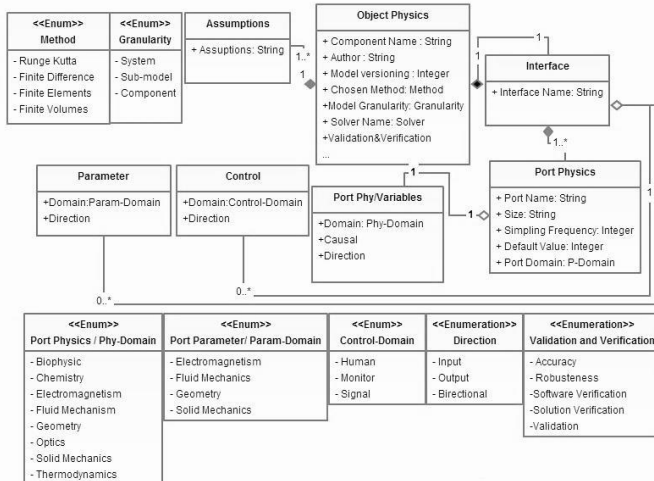 <<Enum>>
Method
- Runge Kutta
- Finite Difference
- Finite Elements
- Finite Volumes
<<Enum>>
Granularity
- System
- Sub-model
- Component
Assumptions
+ Assuptions: String
1..*
1
Object Physics
+ Component Name : String
+ Author : String
+ Model versioning : Integer
+ Chosen Method: Method
+Model Granularity: Granularity
+ Solver Name: Solver
+Validation&Verification
...
1
1
Interface
+ Interface Name: String
1..*
1
Parameter
+Domain:Param-Domain
+Direction
0..*
Control
+Domain:Control-Domain
+Direction
0..*
1
Port Phy/Variables
+Domain: Phy-Domain
+Causal
+Direction
1
Port Physics
+ Port Name: String
+ Size: String
+ Simpling Frequency: Integer
+ Default Value: Integer
+ Port Domain: P-Domain
<<Enum>>
Port Physics / Phy-Domain
- Biophysic
- Chemistry
- Electromagnetism
- Fluid Mechanism
- Geometry
- Optics
- Solid Mechanics
- Thermodynamics
<<Enum>>
Port Parameter/ Param-Domain
- Electromagnetism
- Fluid Mechanics
- Geometry
- Solid Mechanics
<<Enum>>
Control-Domain
- Human
- Monitor
- Signal
<<Enumeration>>
Direction
- Input
- Output
- Birectional
<<Enumeration>>
Validation and Verification
- Accuracy
- Robusteness
-Software Verification
-Solution Verification
-Validation